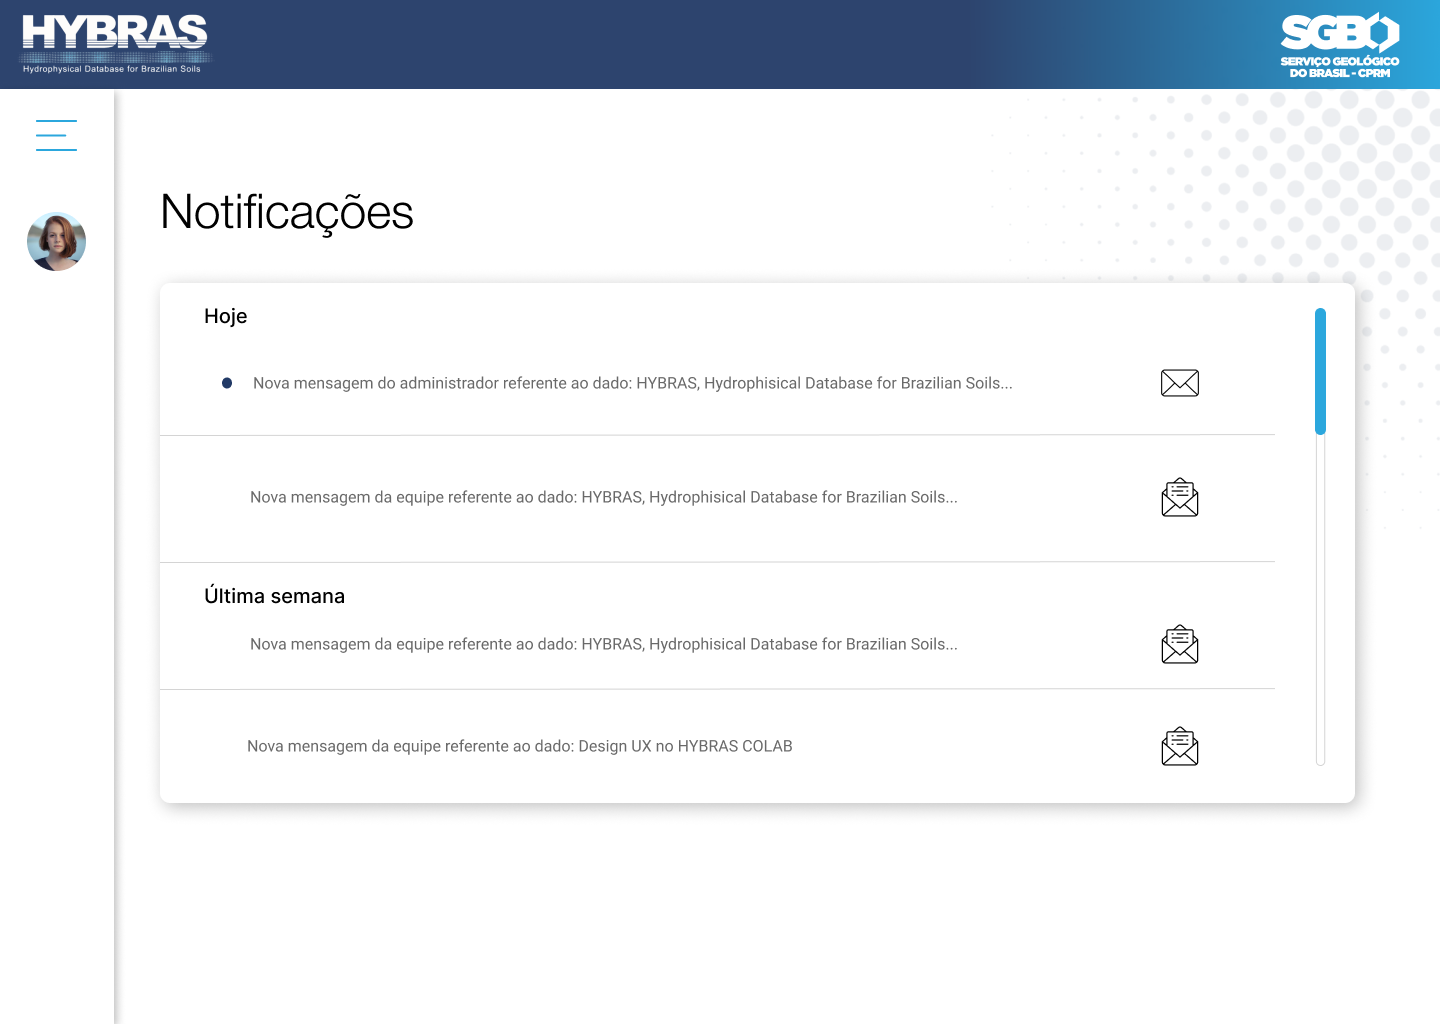 HYBRAS
Hydrophysical Database for Brazilian Soils
SGB
SERVIÇO GEOLÓGICO
DO BRASIL - CPRM
Notificações
Hoje
Nova mensagem do administrador referente ao dado: HYBRAS, Hydrophisical Database for Brazilian Soils...
Nova mensagem da equipe referente ao dado: HYBRAS, Hydrophisical Database for Brazilian Soils...
Última semana
Nova mensagem da equipe referente ao dado: HYBRAS, Hydrophisical Database for Brazilian Soils...
Nova mensagem da equipe referente ao dado: Design UX no HYBRAS COLAB